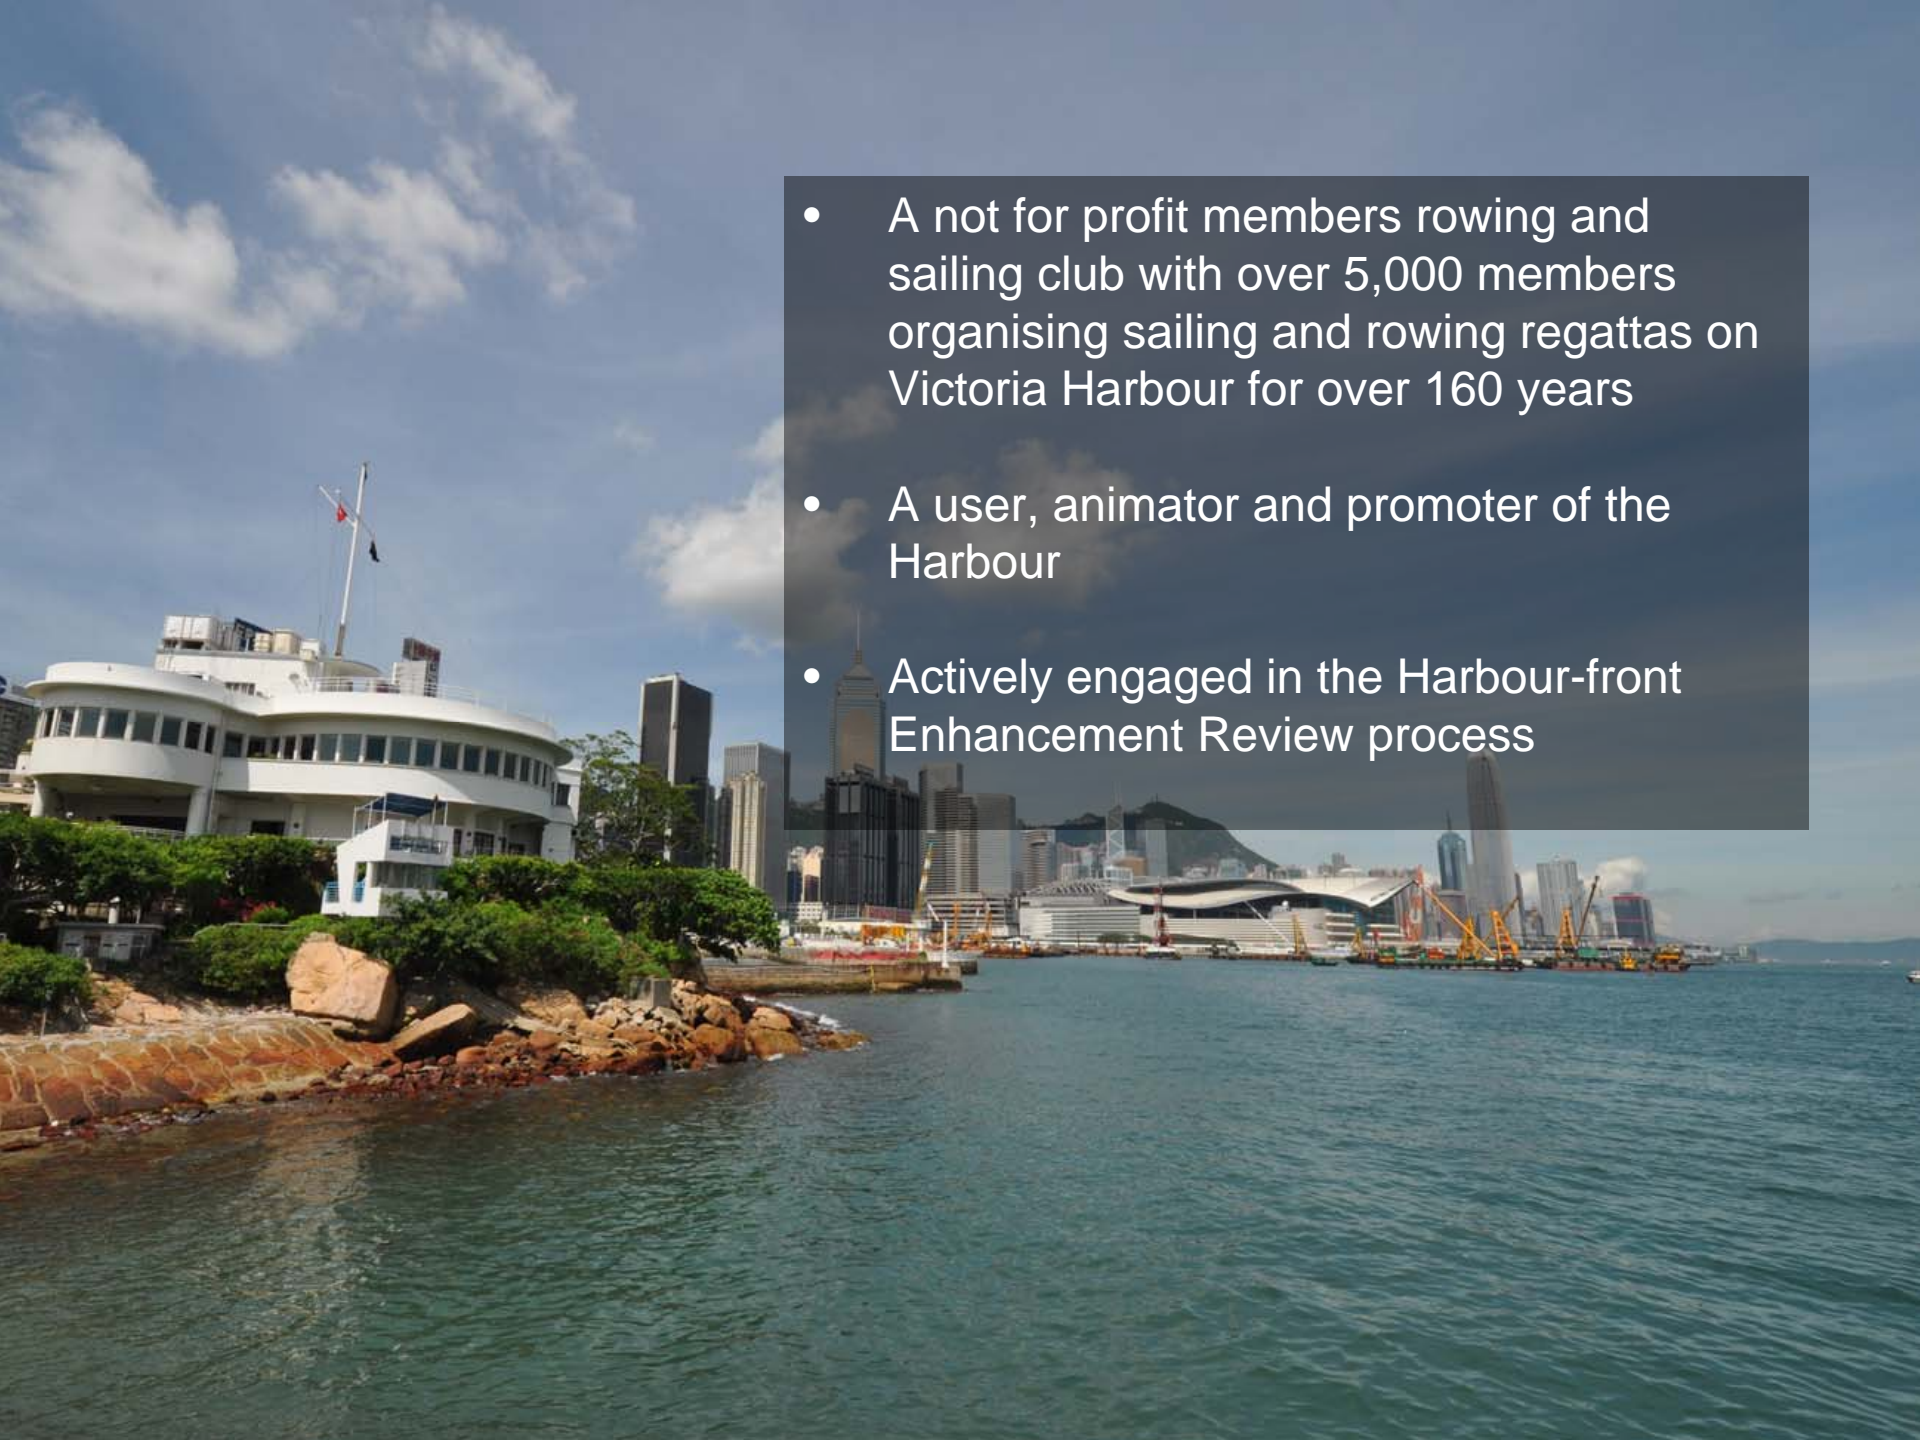 • A not for profit members rowing and
sailing club with over 5,000 members
organising sailing and rowing regattas on
Victoria Harbour for over 160 years
• A user, animator and promoter of the
Harbour
• Actively engaged in the Harbour-front
Enhancement Review process